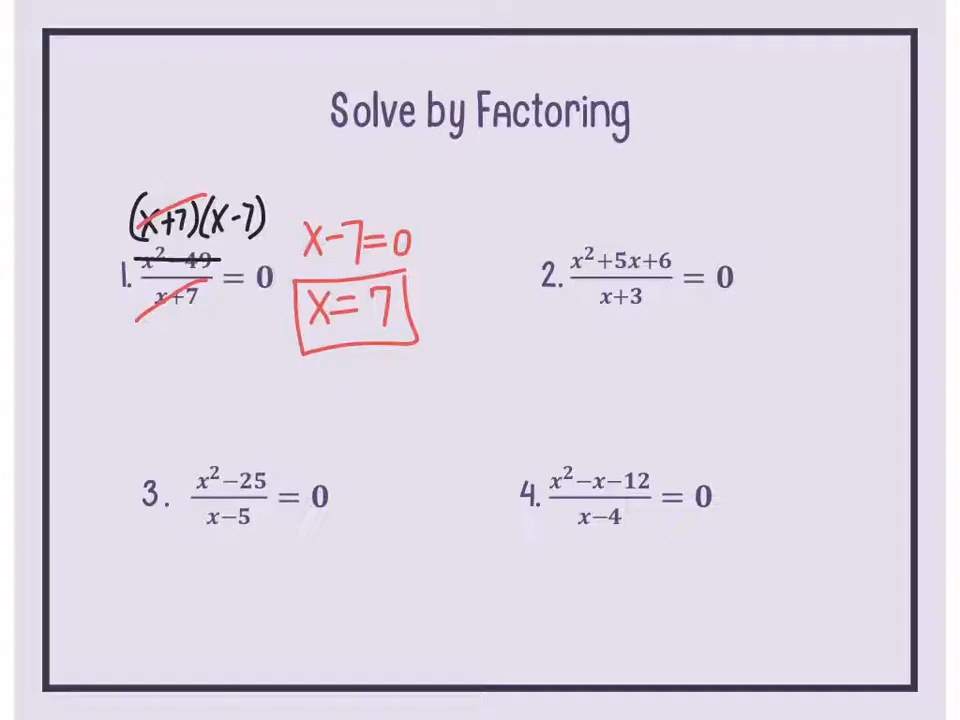 Solve by Factoring
(x+7)(x-7)
1. x²-49/x+7 = 0
x-7=0
x=7
2. x²+5x+6/x+3 = 0
3. x²-25/x-5 = 0
4. x²-x-12/x-4 = 0